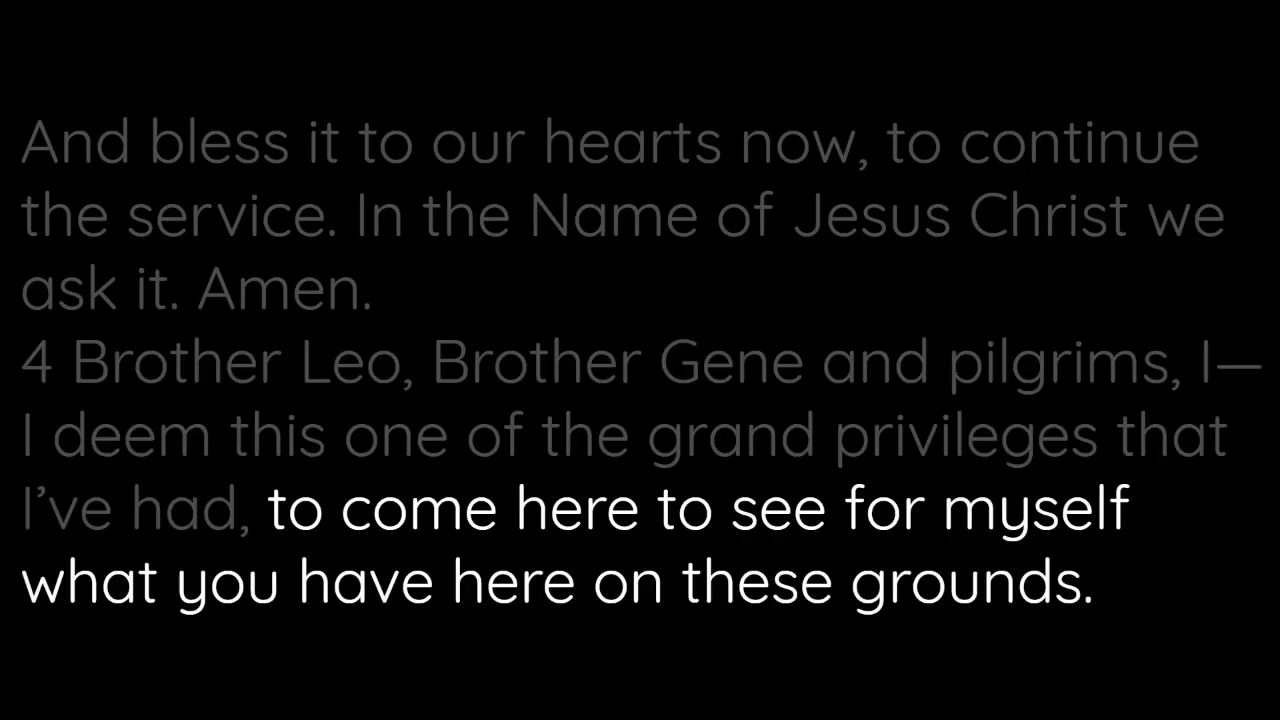 And bless it to our hearts now, to continue
the service. In the Name of Jesus Christ we
ask it. Amen.
4 Brother Leo, Brother Gene and pilgrims, I—
I deem this one of the grand privileges that
I’ve had, to come here to see for myself
what you have here on these grounds.